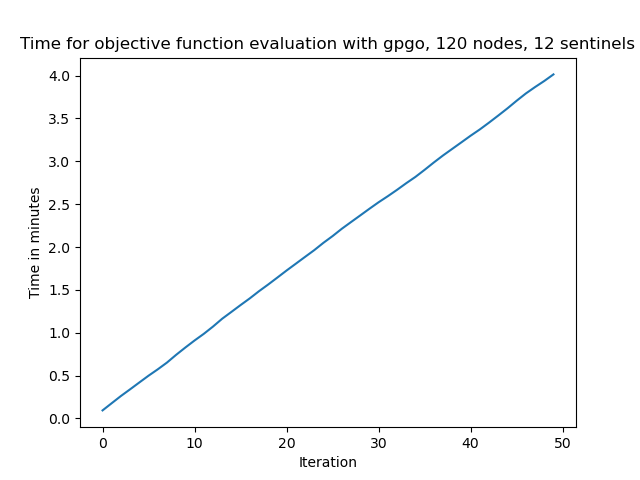 Time for objective function evaluation with gpgo, 120 nodes, 12 sentinels
4.0
3.5
3.0
2.5
2.0
1.5
1.0
0.5
0.0
Time in minutes
0 10 20 30 40 50
Iteration